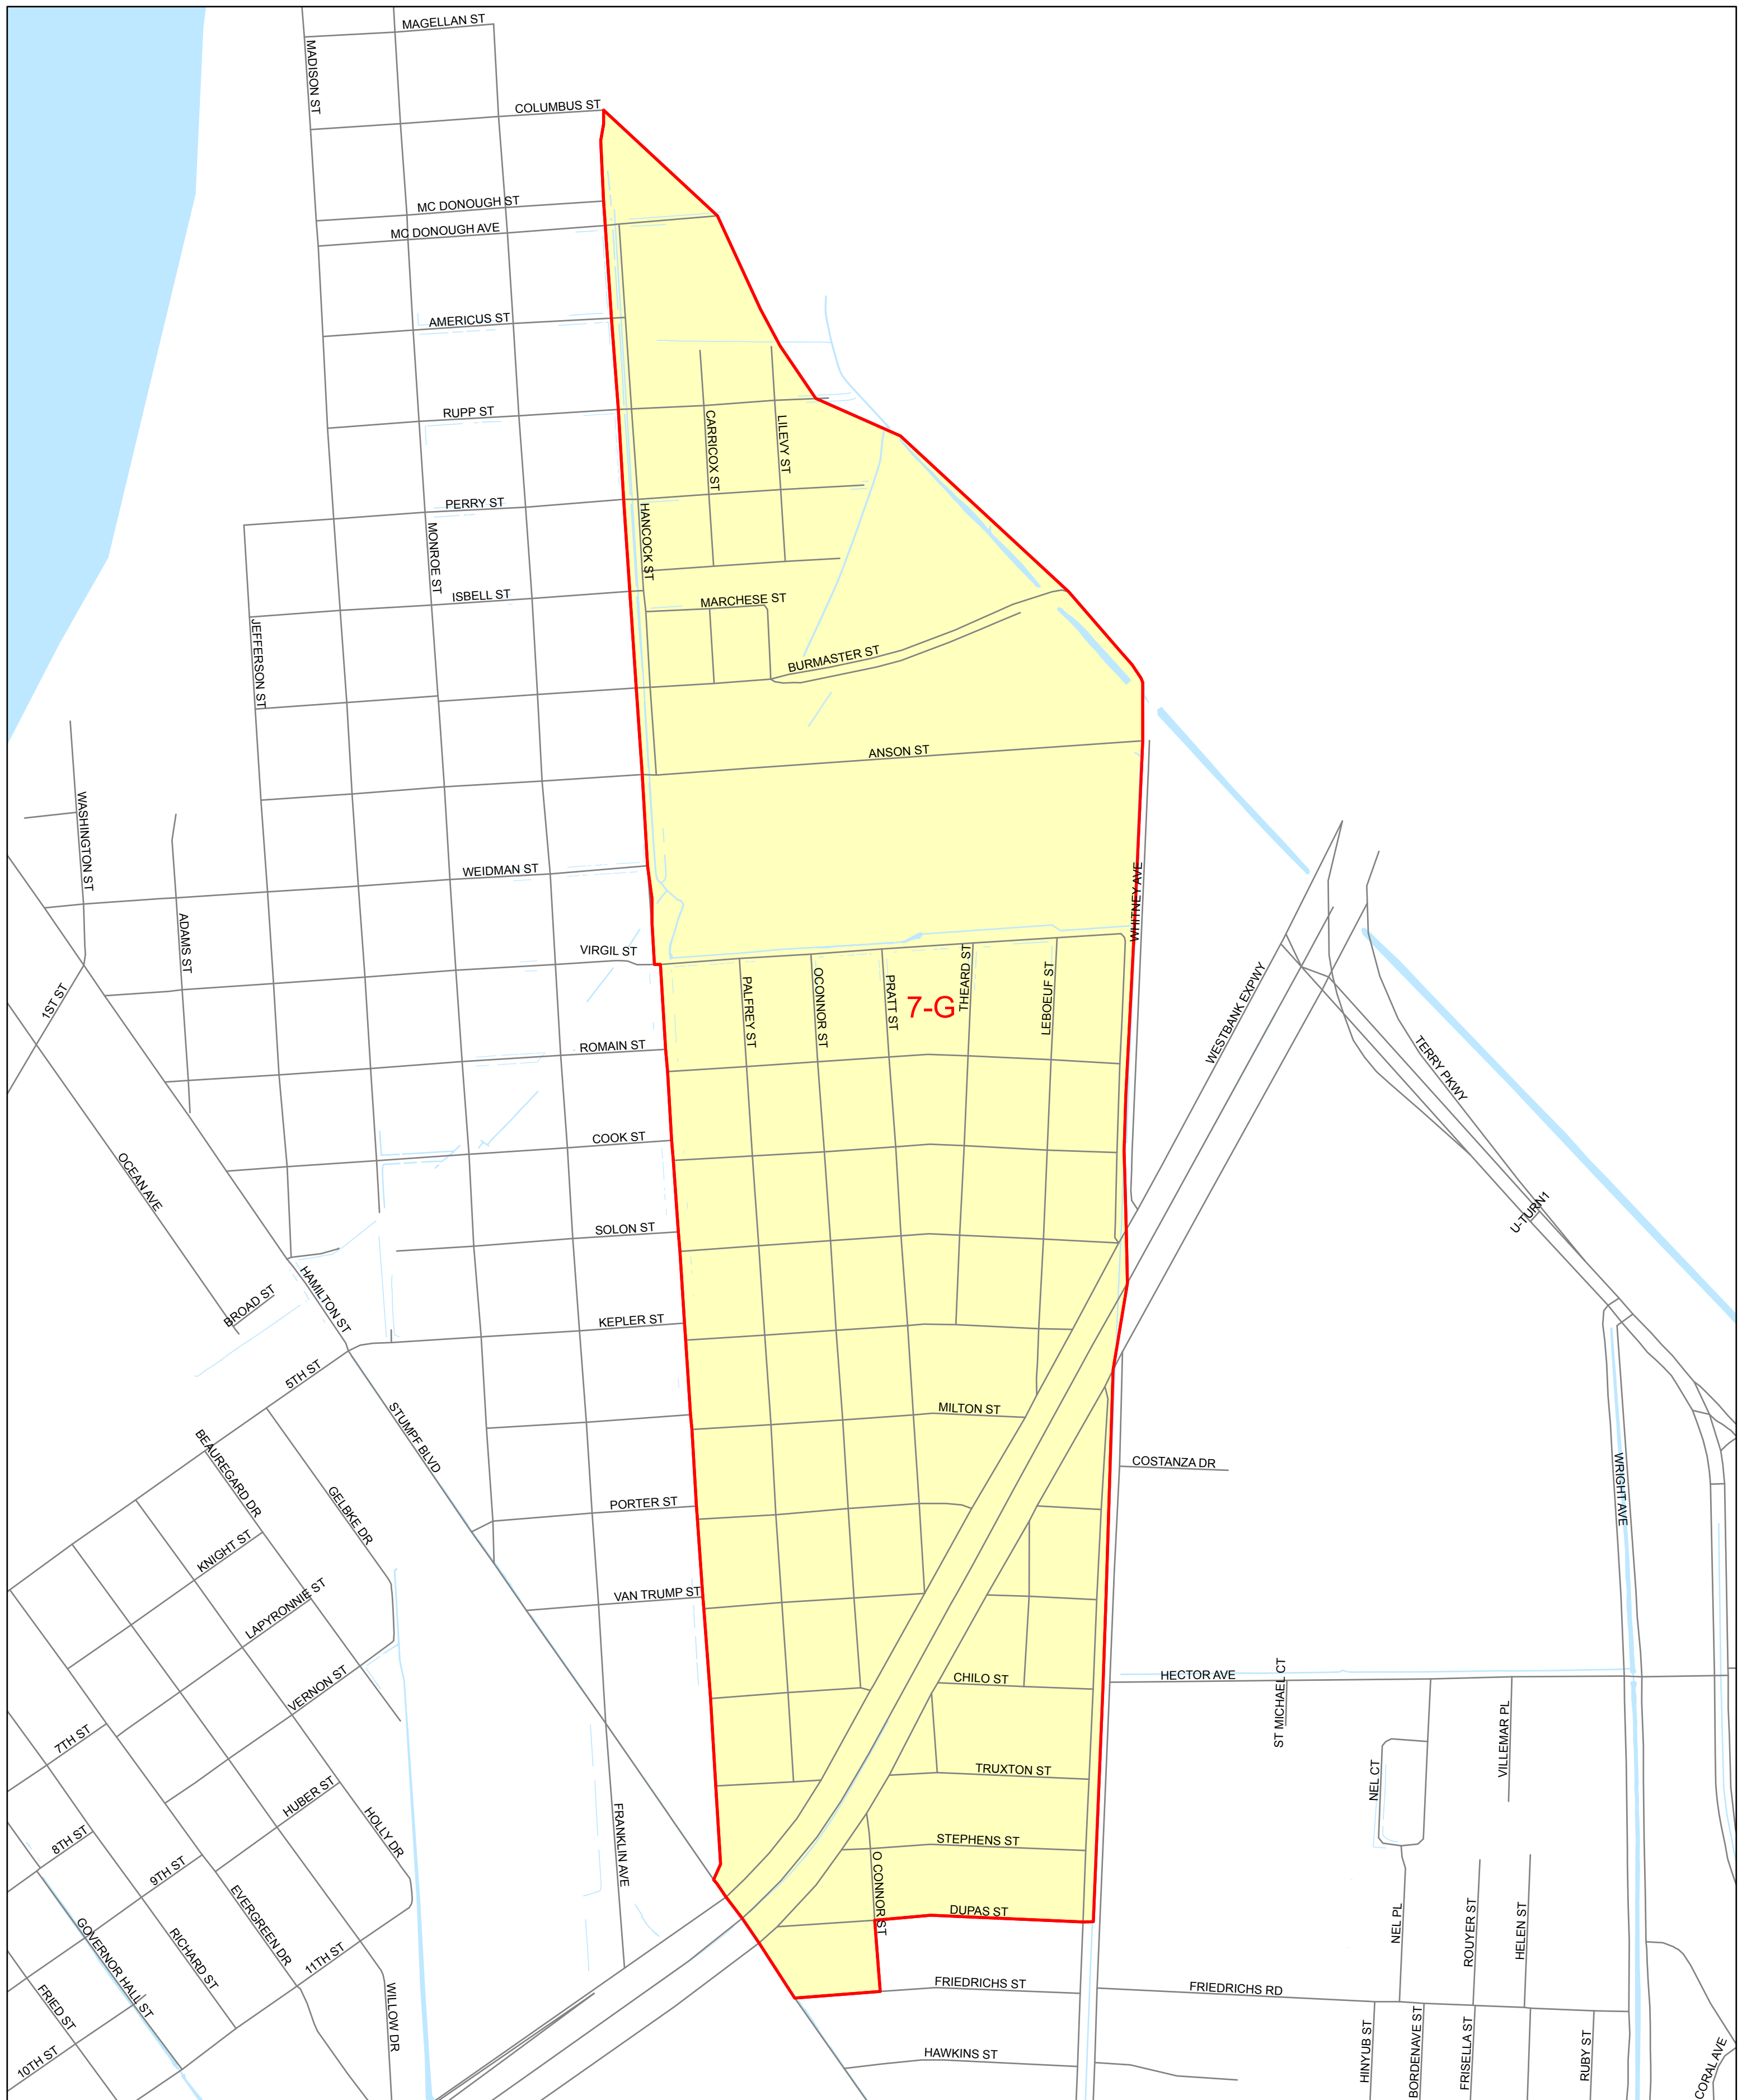 MAGELLAN ST
MADISON ST
COLUMBUS ST
MC DONOUGH ST
MC DONOUGH AVE
AMERICUS ST
RUPP ST
CARRICOX ST
LILEVY ST
PERRY ST
MONROE ST
HANCOCK ST
ISBELL ST
MARCHESE ST
JEFFERSON ST
BURMASTER ST
ANSON ST
WASHINGTON ST
WEIDMAN ST
WHITNEY AVE
ADAMS ST
VIRGIL ST
1ST ST
PALFREY ST
OCONNOR ST
PRATT ST
7-G
THEARD ST
LEBOEUF ST
WESTBANK EXPWY
ROMAIN ST
TERRY PKWY
COOK ST
OCEAN AVE
SOLON ST
U-TURN1
BROAD ST
HAMILTON ST
KEPLER ST
5TH ST
MILTON ST
STUMPF BLVD
BEAUREGARD DR
COSTANZA DR
GELBKE DR
PORTER ST
WRIGHT AVE
KNIGHT ST
LAPYRONNIE ST
VAN TRUMP ST
VERNON ST
CHILO ST
HECTOR AVE
ST MICHAEL CT
7TH ST
VILLEMAR PL
TRUXTON ST
NEL CT
HUBER ST
HOLLY DR
FRANKLIN AVE
8TH ST
STEPHENS ST
9TH ST
O CONNOR ST
EVERGREEN DR
DUPAS ST
GOVERNOR HALL ST
RICHARD ST
11TH ST
NEL PL
ROUYER ST
HELEN ST
FRIED ST
WILLOW DR
FRIEDRICHS ST
FRIEDRICHS RD
10TH ST
HAWKINS ST
HINYUB ST
BORDENAVE ST
FRISELLA ST
RUBY ST
CORAL AVE